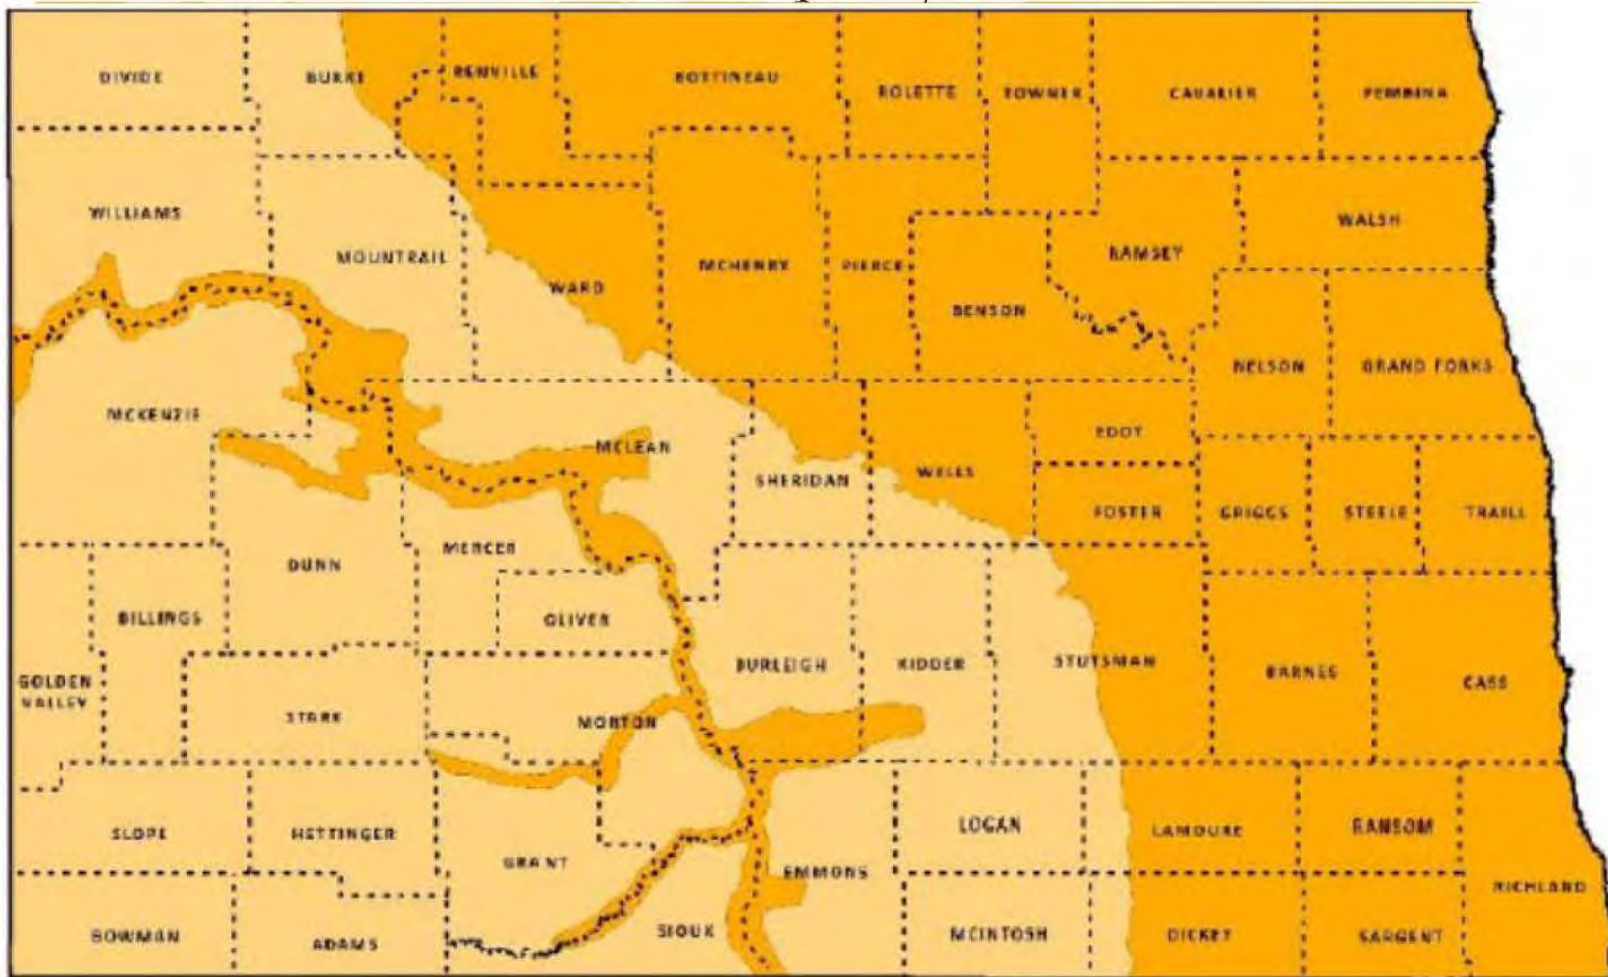 DIVIDE
BURKE
RENVILLE
BOTTINEAU
ROLETTE
TOWNER
CAVALIER
PEMBINA
WILLIAMS
MOUNTRAIL
WARD
MCHENRY
PIERCE
BENSON
RAMSEY
WALSH
NELSON
GRAND FORKS
MCKENZIE
MCLEAN
SHERIDAN
WELLS
EDDY
FOSTER
GRIGGS
STEELE
TRAILL
DUNN
MERCER
OLIVER
BILLINGS
GOLDEN
VALLEY
STARK
MORTON
BURLEIGH
KIDDER
STUTSMAN
BARNES
CASS
SLOPE
HETTINGER
GRANT
EMMONS
LOGAN
LAMOURE
RANSOM
RICHLAND
BOWMAN
ADAMS
SIOUX
MCINTOSH
DICKEY
SARGENT